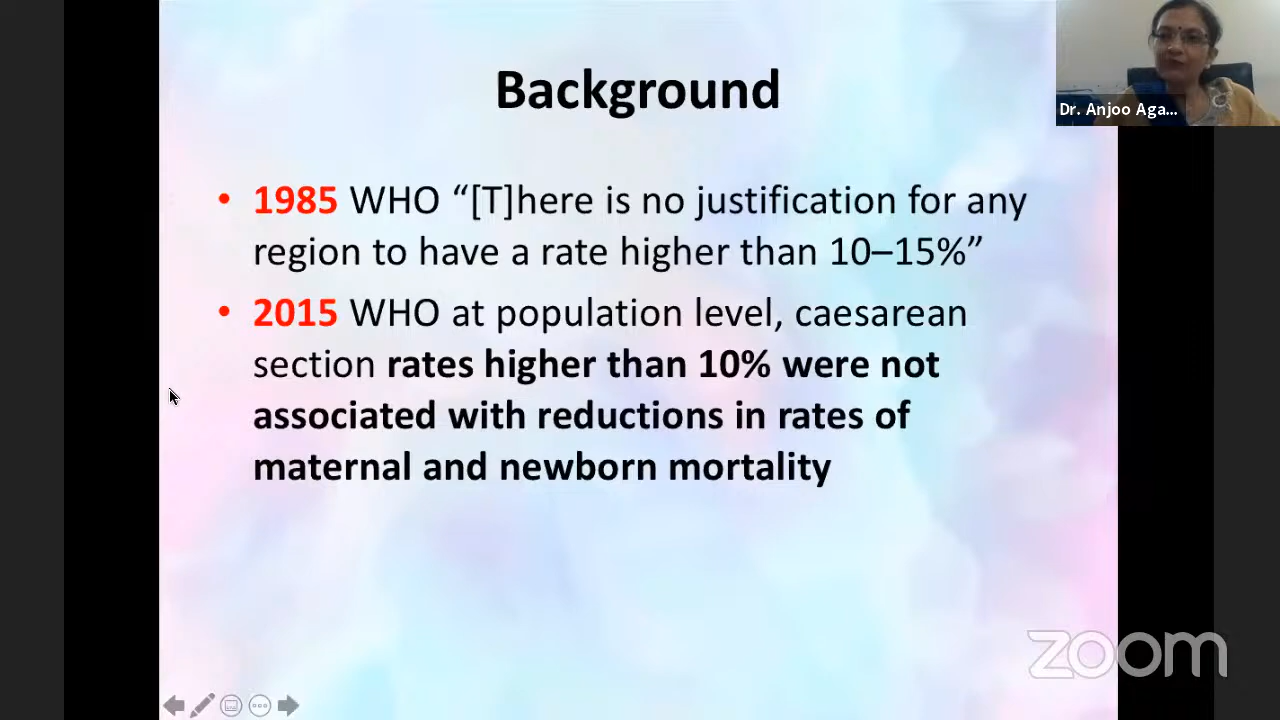 Background
Dr. Anjoo Aga...
• 1985 WHO “[T]here is no justification for any
region to have a rate higher than 10–15%”
• 2015 WHO at population level, caesarean
section rates higher than 10% were not
associated with reductions in rates of
maternal and newborn mortality
zoom